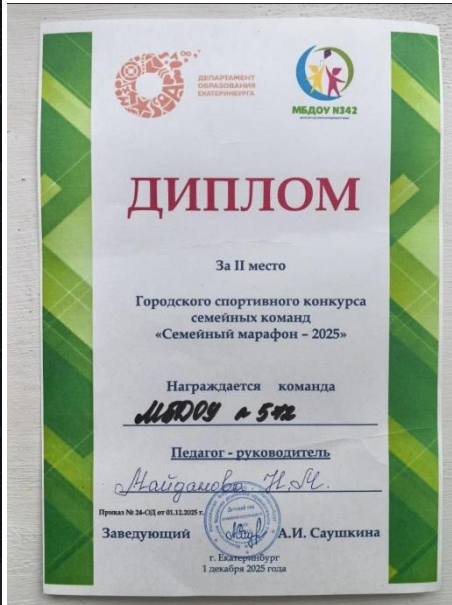 ДЕПАРТАМЕНТ
ОБРАЗОВАНИЯ
ЕКАТЕРИНБУРГА
МБДОУ N342
ДИПЛОМ
За II место
Городского спортивного конкурса
семейных команд
«Семейный марафон – 2025»
Награждается команда
МБДОУ № 572
Педагог - руководитель
Майданова Н.М.
Приказ № 24-ОД от 01.12.2025 г.
Заведующий А.И. Саушкина
г. Екатеринбург
1 декабря 2025 года